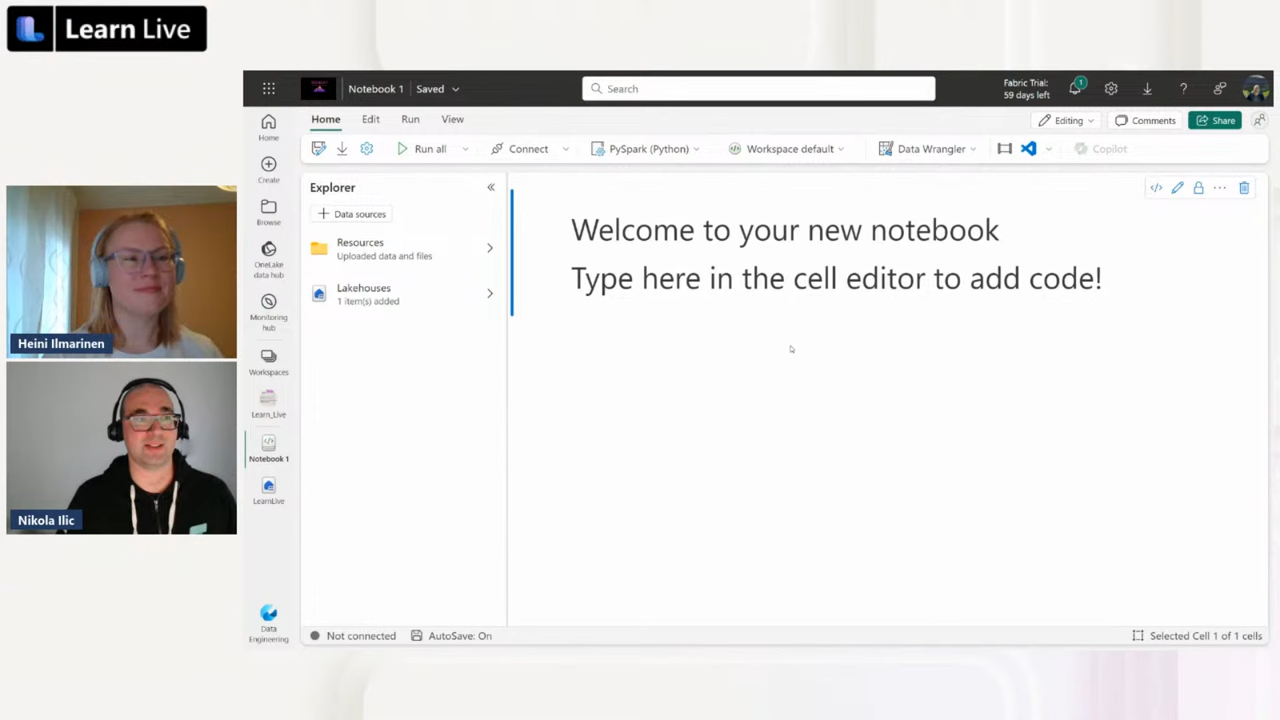 Learn Live
Notebook 1 Saved
Search
Fabric Trial:
59 days left
1
Home Edit Run View
Editing Comments Share
Run all Connect PySpark (Python) Workspace default Data Wrangler Copilot
Home
Create
Browse
OneLake
data hub
Monitoring
hub
Workspaces
Learn_Live
Notebook 1
LearnLive
Data
Engineering
Explorer
Data sources
Resources
Uploaded data and files
Lakehouses
1 item(s) added
Welcome to your new notebook
Type here in the cell editor to add code!
Heini Ilmarinen
Nikola Ilic
Not connected AutoSave: On Selected Cell 1 of 1 cells